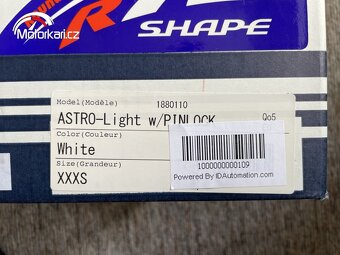 Motorkari.cz
R
SHAPE
Model(Modèle) 1880110
ASTRO-Light w/PINLOCK Qo5
Color(Couleur)
White
Size(Grandeur)
XXXS
1000000000109
Powered By IDAutomation.com